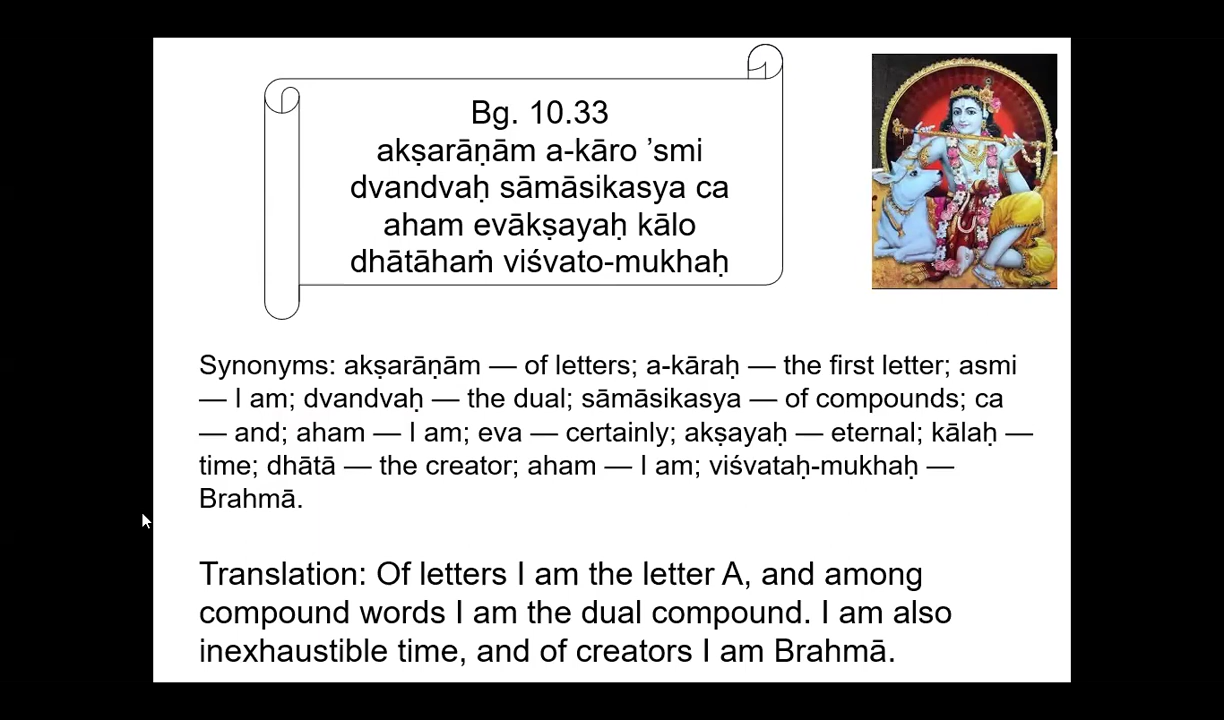 Bg. 10.33
akṣarāṇām a-kāro ’smi
dvandvaḥ sāmāsikasya ca
aham evākṣayaḥ kālo
dhātāhaṁ viśvato-mukhaḥ
Synonyms: akṣarāṇām — of letters; a-kāraḥ — the first letter; asmi
— I am; dvandvaḥ — the dual; sāmāsikasya — of compounds; ca
— and; aham — I am; eva — certainly; akṣayaḥ — eternal; kālaḥ —
time; dhātā — the creator; aham — I am; viśvataḥ-mukhaḥ —
Brahmā.
Translation: Of letters I am the letter A, and among
compound words I am the dual compound. I am also
inexhaustible time, and of creators I am Brahmā.